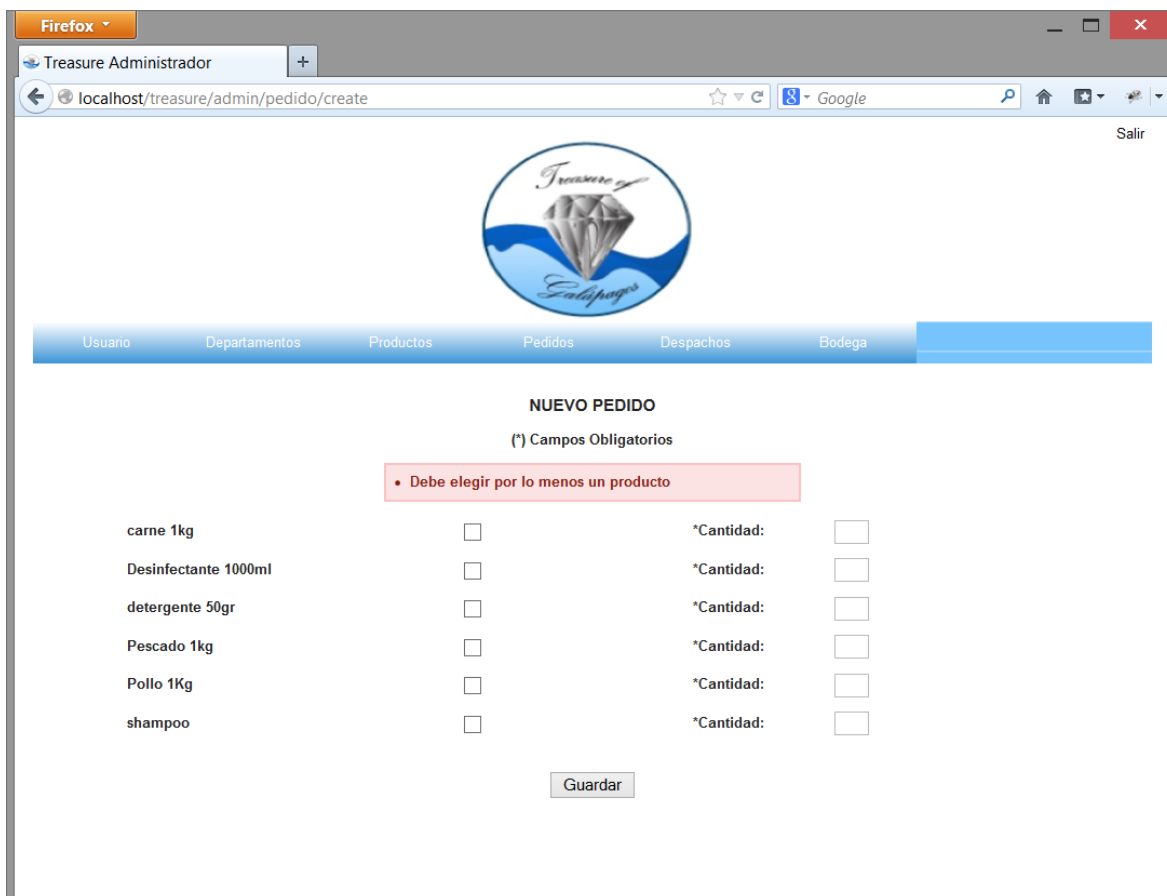 Firefox
Treasure Administrador
+
localhost/treasure/admin/pedido/create
8
Google
Salir
Treasure of
Galápagos
Usuario Departamentos Productos Pedidos Despachos Bodega
NUEVO PEDIDO
(*) Campos Obligatorios
• Debe elegir por lo menos un producto
carne 1kg *Cantidad:
Desinfectante 1000ml *Cantidad:
detergente 50gr *Cantidad:
Pescado 1kg *Cantidad:
Pollo 1Kg *Cantidad:
shampoo *Cantidad:
Guardar